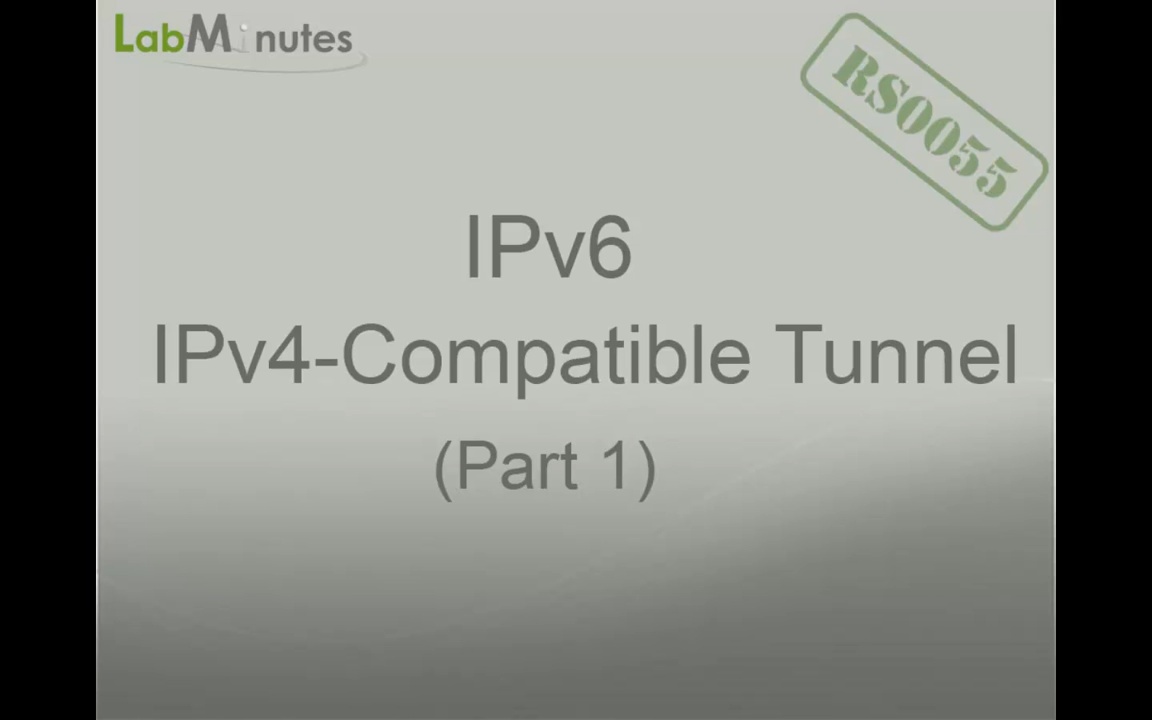 LabMinutes
RS0055
IPv6
IPv4-Compatible Tunnel
(Part 1)